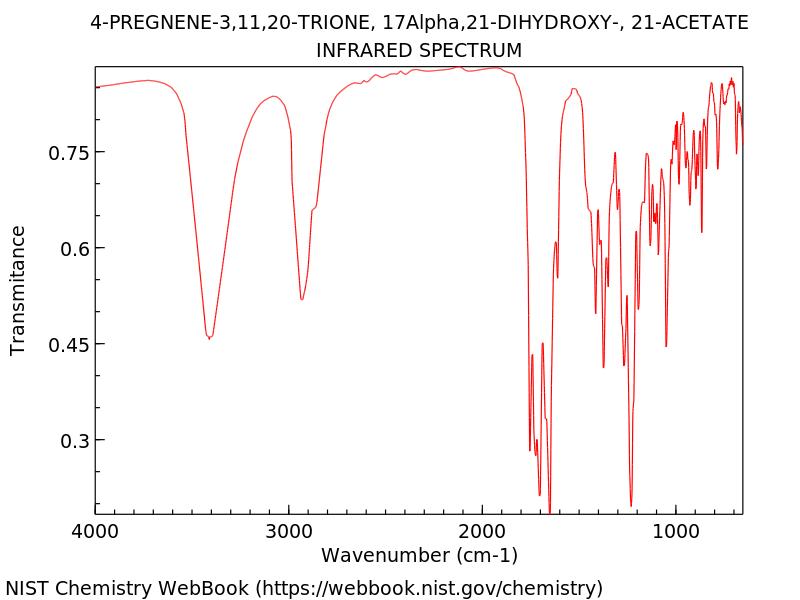 4-PREGNENE-3,11,20-TRIONE, 17Alpha,21-DIHYDROXY-, 21-ACETATE
INFRARED SPECTRUM
0.75
0.6
0.45
0.3
Transmitance
4000
3000
2000
1000
Wavenumber (cm-1)
NIST Chemistry WebBook (https://webbook.nist.gov/chemistry)